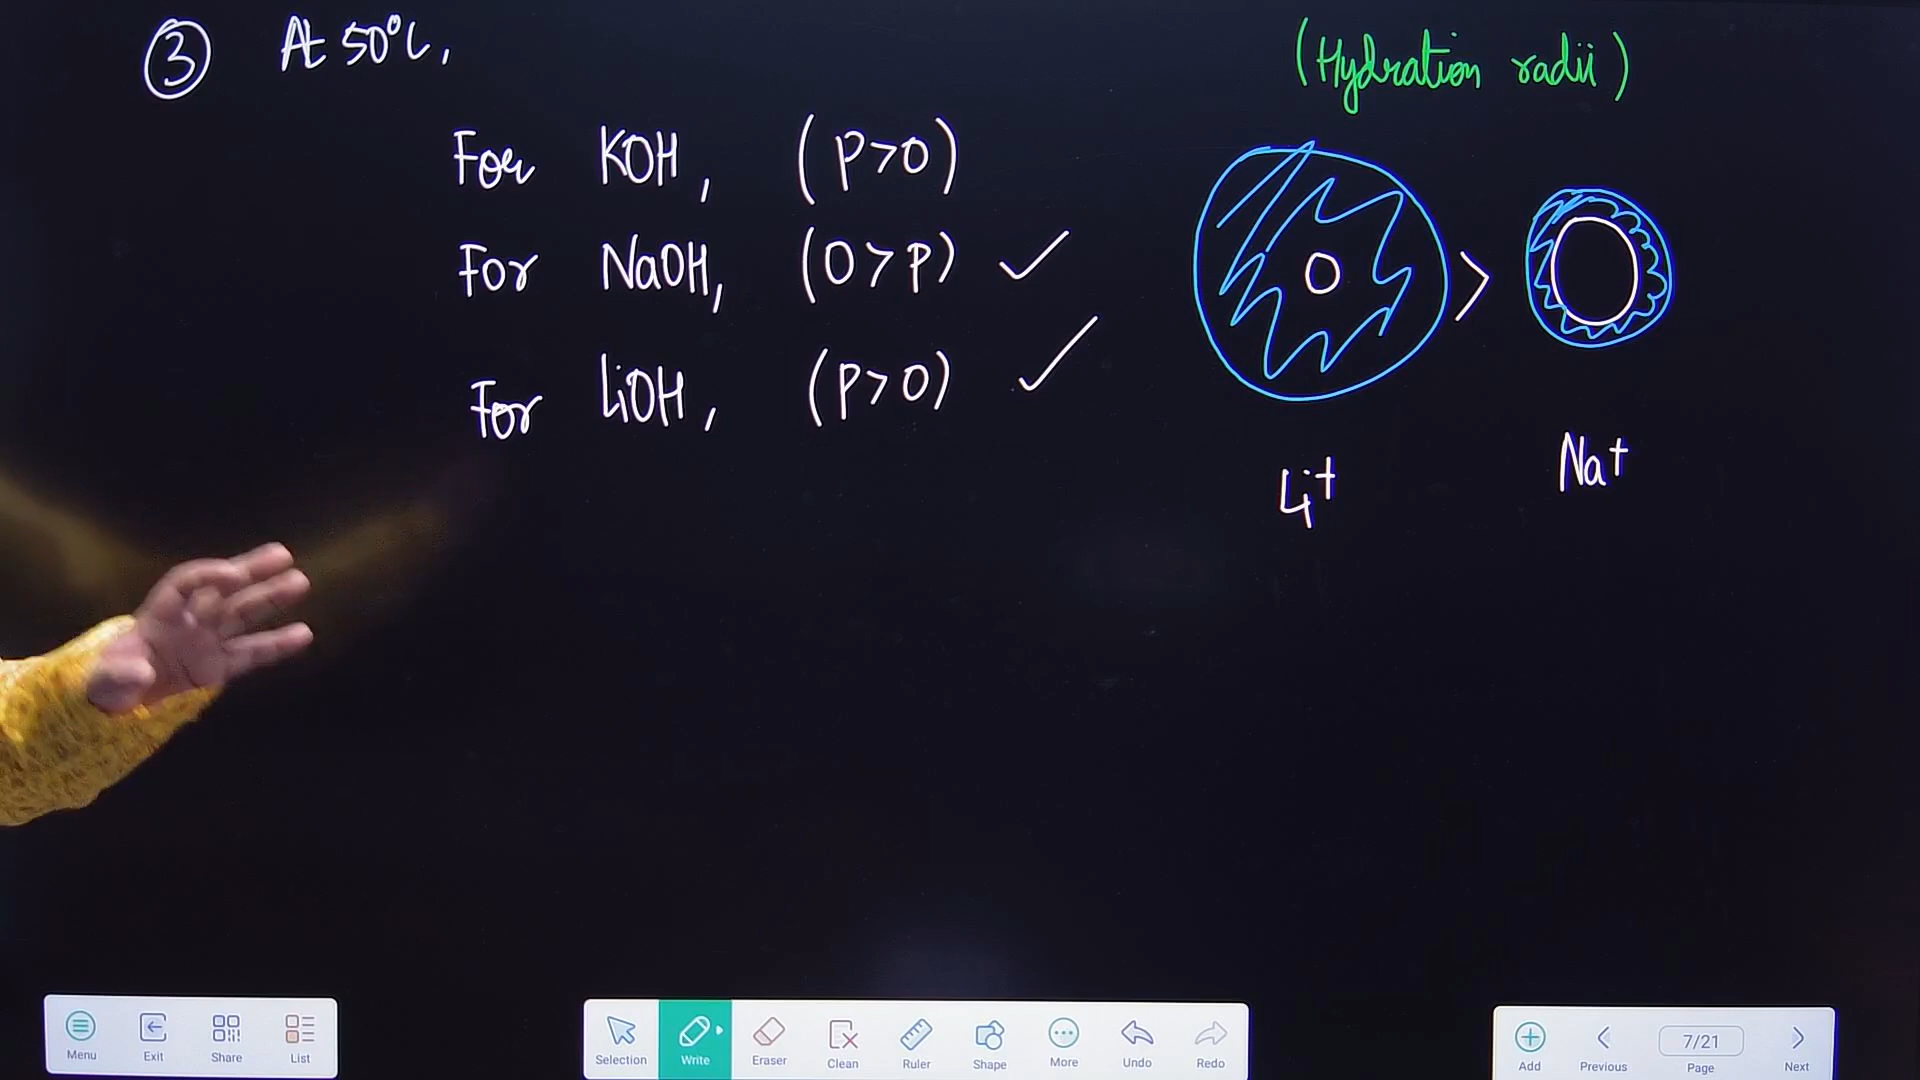 ③ At 50°C,
(Hydration radii)
For KOH, (P>O)
For NaOH, (O>P) ✓
>
For LiOH, (P>O) ✓
Li+
Na+
Menu
Exit
Share
List
Selection
Write
Eraser
Clean
Ruler
Shape
More
Undo
Redo
Add
Previous
7/21
Page
Next